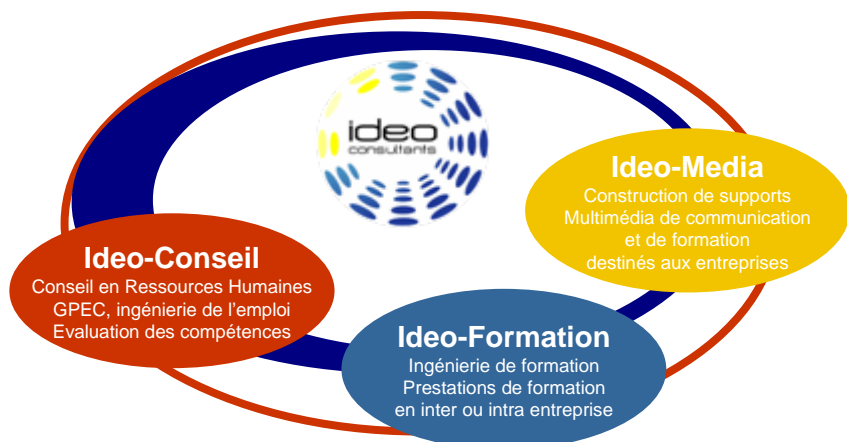 ideo
consultants
Ideo-Media
Construction de supports
Multimédia de communication
et de formation
destinés aux entreprises
Ideo-Conseil
Conseil en Ressources Humaines
GPEC, ingénierie de l’emploi
Evaluation des compétences
Ideo-Formation
Ingénierie de formation
Prestations de formation
en inter ou intra entreprise